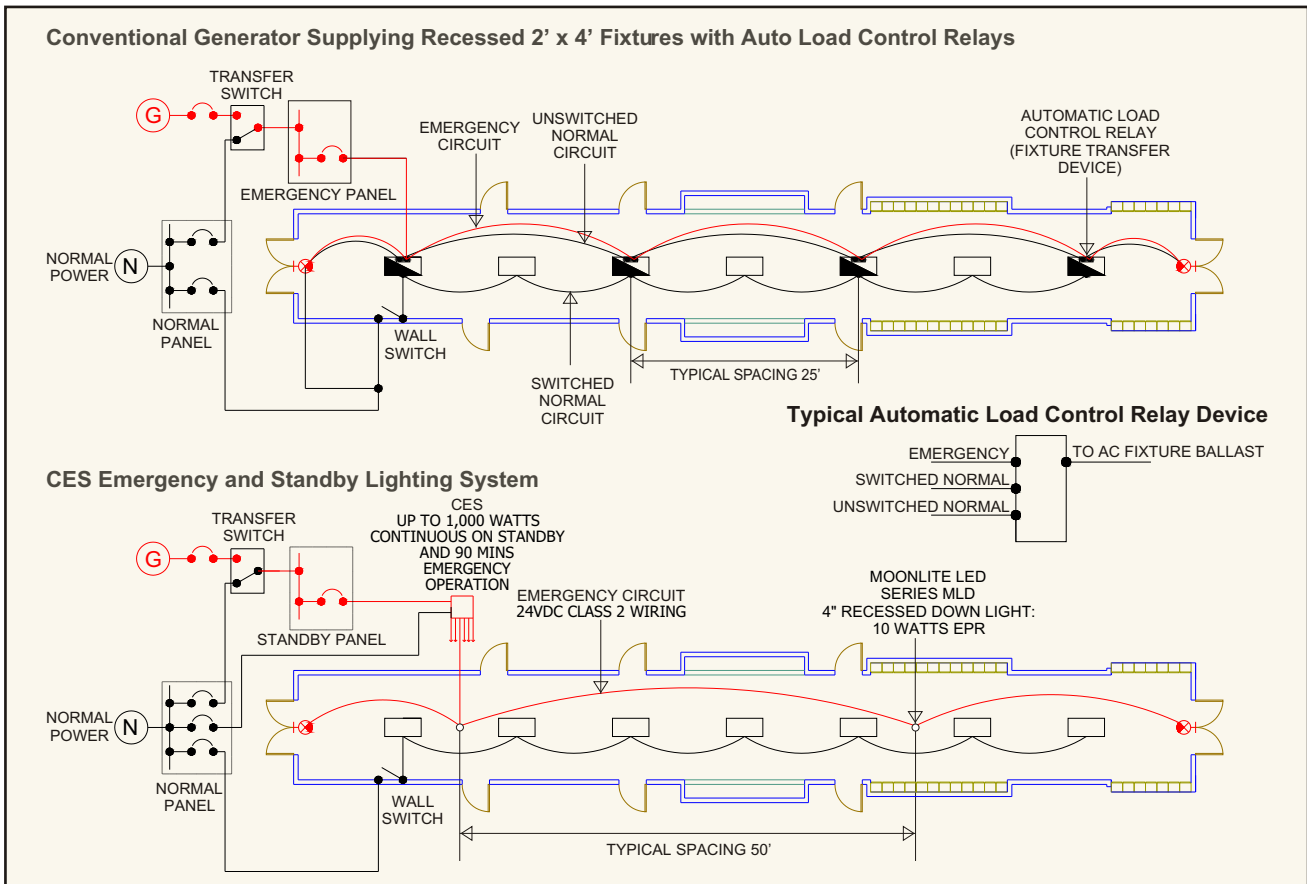 Conventional Generator Supplying Recessed 2’ x 4’ Fixtures with Auto Load Control Relays
TRANSFER
SWITCH
G
EMERGENCY PANEL
EMERGENCY
CIRCUIT
UNSWITCHED
NORMAL
CIRCUIT
AUTOMATIC LOAD
CONTROL RELAY
(FIXTURE TRANSFER
DEVICE)
NORMAL
POWER
N
NORMAL
PANEL
WALL
SWITCH
SWITCHED
NORMAL
CIRCUIT
TYPICAL SPACING 25’
Typical Automatic Load Control Relay Device
EMERGENCY
SWITCHED NORMAL
UNSWITCHED NORMAL
TO AC FIXTURE BALLAST
CES Emergency and Standby Lighting System
TRANSFER
SWITCH
G
STANDBY PANEL
CES
UP TO 1,000 WATTS
CONTINUOUS ON STANDBY
AND 90 MINS
EMERGENCY
OPERATION
EMERGENCY CIRCUIT
24VDC CLASS 2 WIRING
MOONLITE LED
SERIES MLD
4" RECESSED DOWN LIGHT:
10 WATTS EPR
NORMAL
POWER
N
NORMAL
PANEL
WALL
SWITCH
TYPICAL SPACING 50’